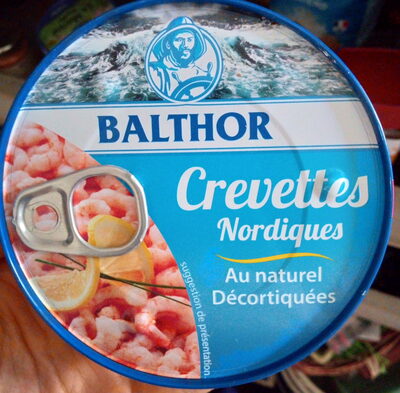 BALTHOR
Crevettes
Nordiques
Au naturel
Décortiquées
suggestion de présentation.